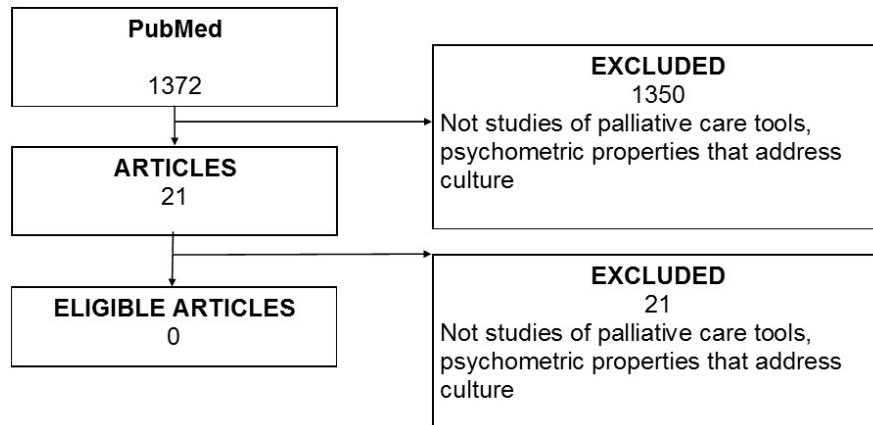 PubMed
1372
EXCLUDED
1350
Not studies of palliative care tools,
psychometric properties that address
culture
ARTICLES
21
EXCLUDED
21
Not studies of palliative care tools,
psychometric properties that address
culture
ELIGIBLE ARTICLES
0